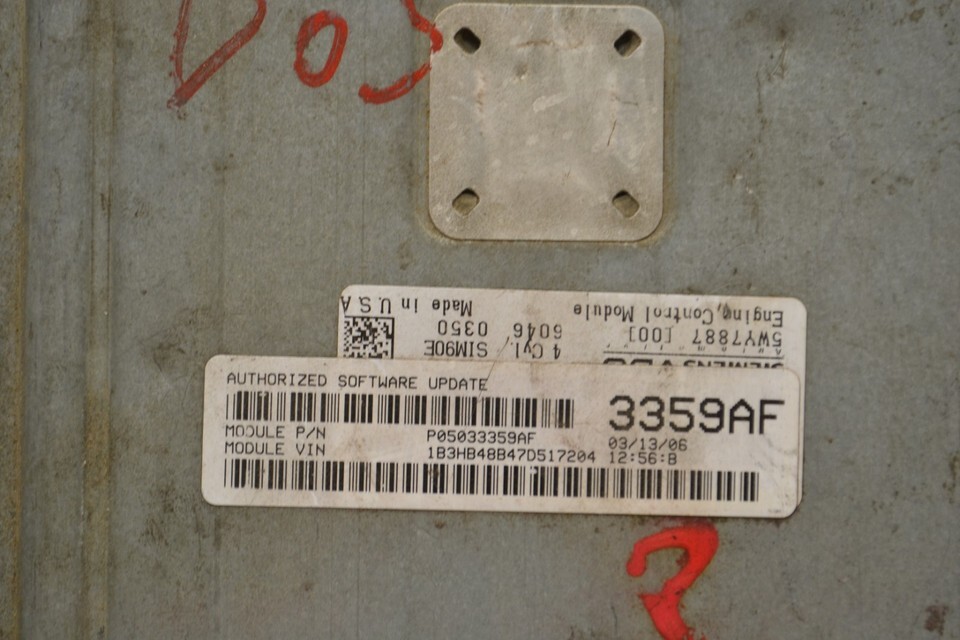 Dos
Made in U.S.A
Engine Control Module
6046 0350
5WY7887 [00]
4 Cyl. SIM90E
AUTHORIZED SOFTWARE UPDATE
3359AF
MODULE P/N P05033359AF 03/13/06
MODULE VIN 1B3HB48B47D517204 12:56:8
?